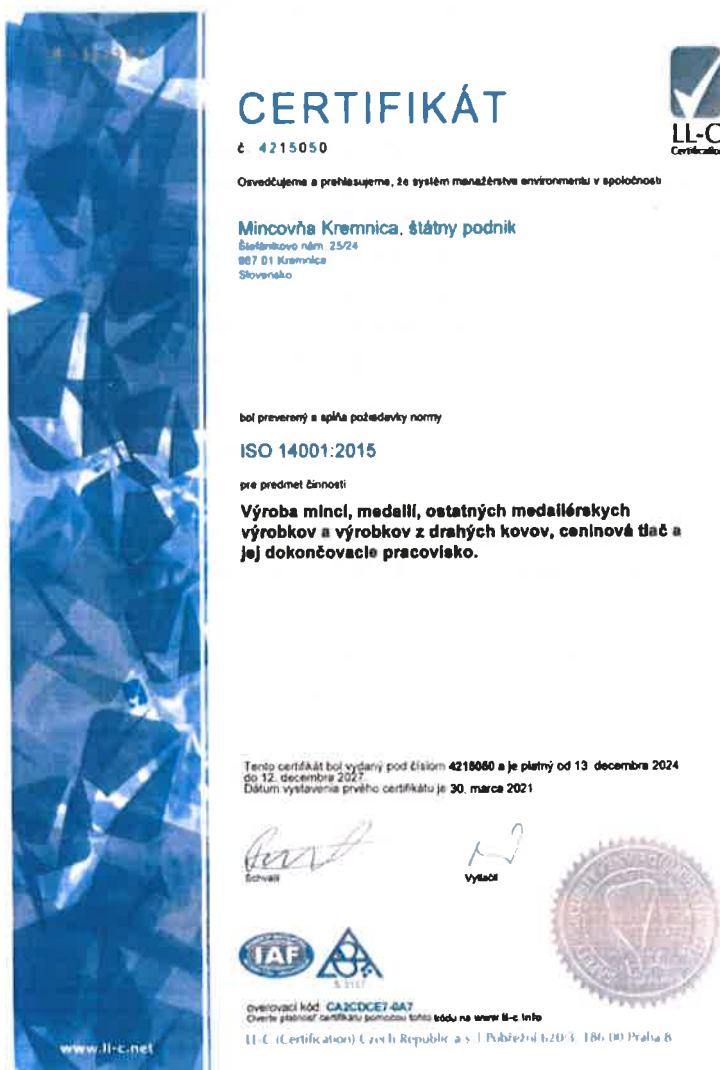 CERTIFIKÁT
č. 4215050
Osvedčujeme a prehlasujeme, že systém manažérstva environmentu v spoločnosti
Mincovňa Kremnica, štátny podnik
Štefánikovo nám. 25/24
967 01 Kremnica
Slovensko
bol preverený a spĺňa požiadavky normy
ISO 14001:2015
pre predmet činnosti
Výroba mincí, medailí, ostatných medailérskych
výrobkov a výrobkov z drahých kovov, ceninová tlač a
jej dokončovacie pracovisko.
Tento certifikát bol vydaný pod číslom 4215050 a je platný od 13. decembra 2024
do 12. decembra 2027.
Dátum vystavenia prvého certifikátu je 30. marca 2021
Schválil
Vytlačil
IAF
overovací kód: CA2CDCE7-0A7
Overte platnosť certifikátu pomocou tohto kódu na www.ll-c.info
LL-C (Certification) Czech Republic a.s. | Pobřežní 620/3, 186 00 Praha 8
www.ll-c.net
LL-C
Certification